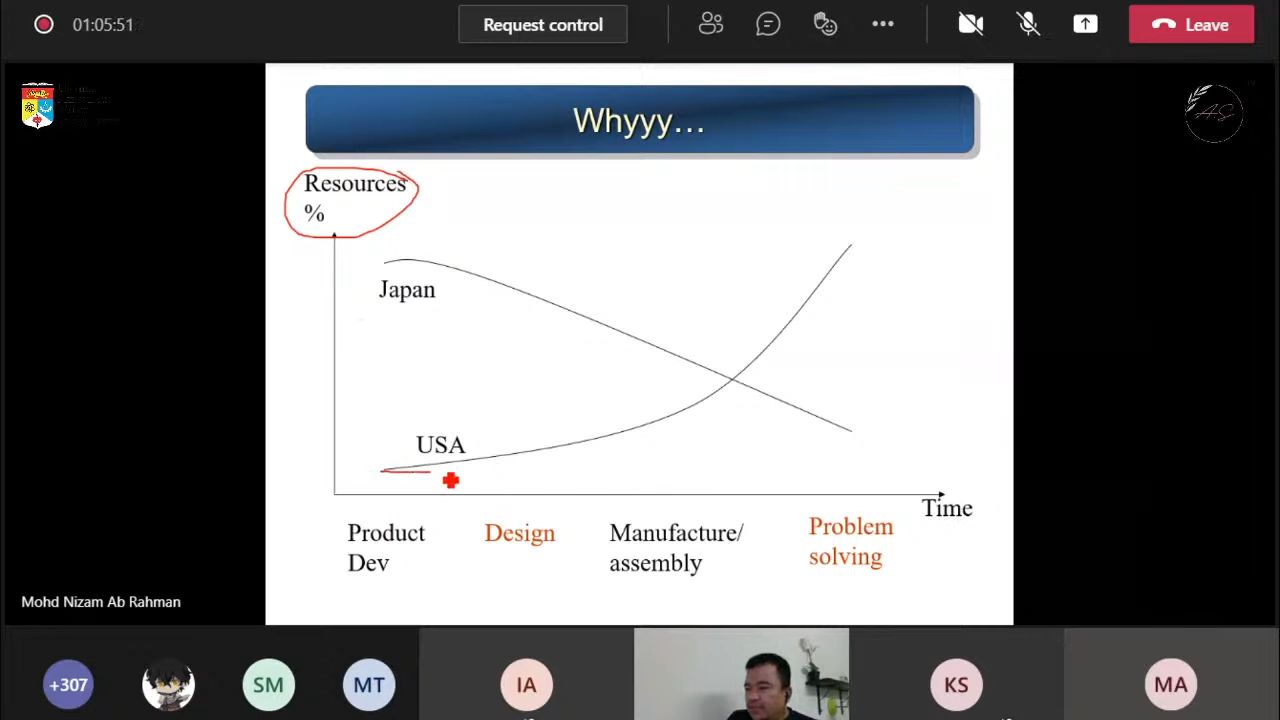 01:05:51
Request control
Leave
Whyyy...
Resources
%
Japan
USA
Time
Product
Dev
Design
Manufacture/
assembly
Problem
solving
Mohd Nizam Ab Rahman
+307
SM
MT
IA
KS
MA
AS